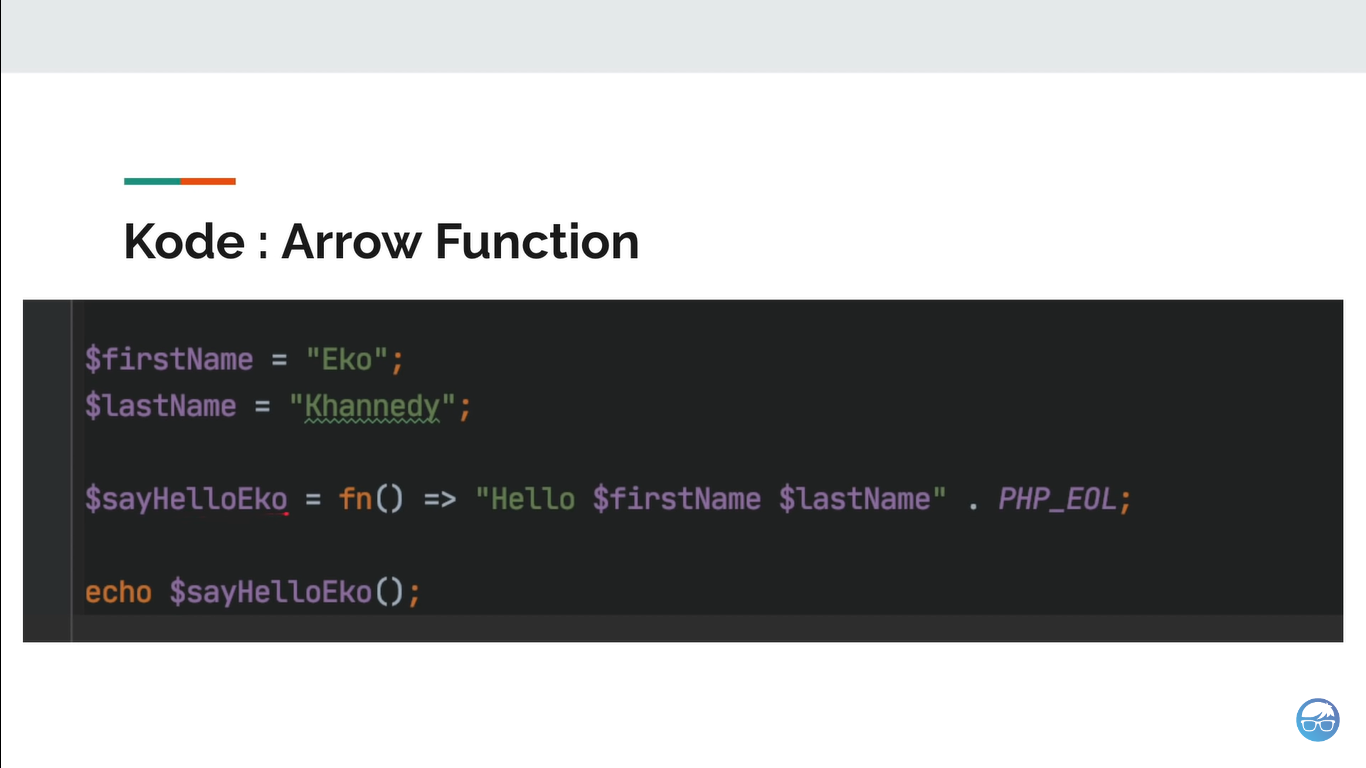 Kode : Arrow Function
$firstName = "Eko";
$lastName = "Khannedy";
$sayHelloEko = fn() => "Hello $firstName $lastName" . PHP_EOL;
echo $sayHelloEko();